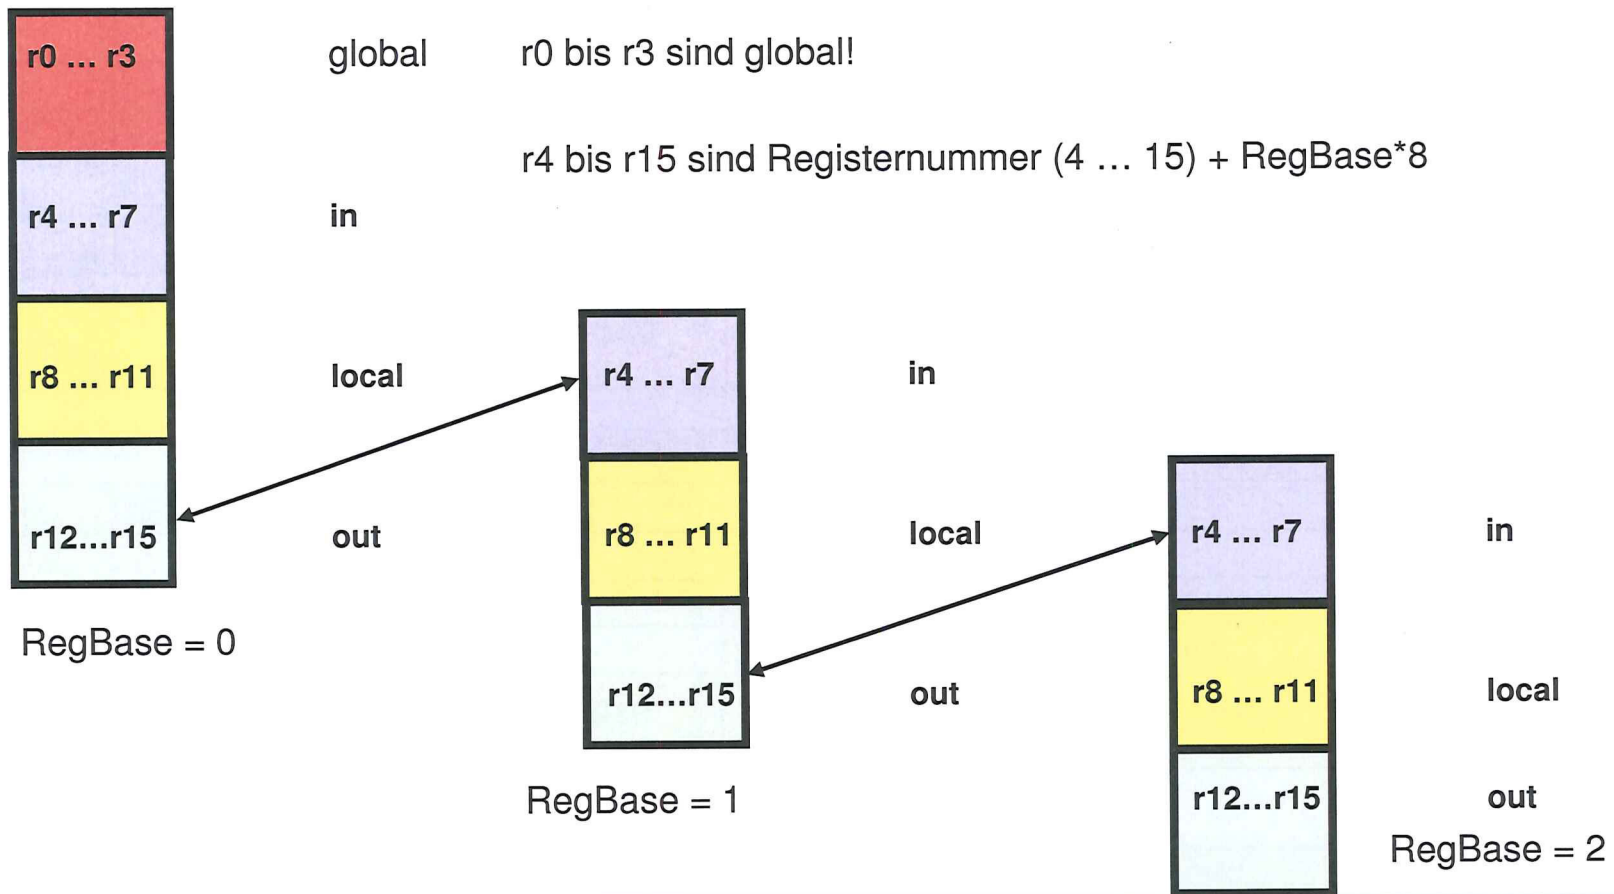 r0 ... r3
global
r0 bis r3 sind global!
r4 bis r15 sind Registernummer (4 ... 15) + RegBase*8
r4 ... r7
in
r8 ... r11
local
r12...r15
out
RegBase = 0
r4 ... r7
in
r8 ... r11
local
r12...r15
out
RegBase = 1
r4 ... r7
in
r8 ... r11
local
r12...r15
out
RegBase = 2